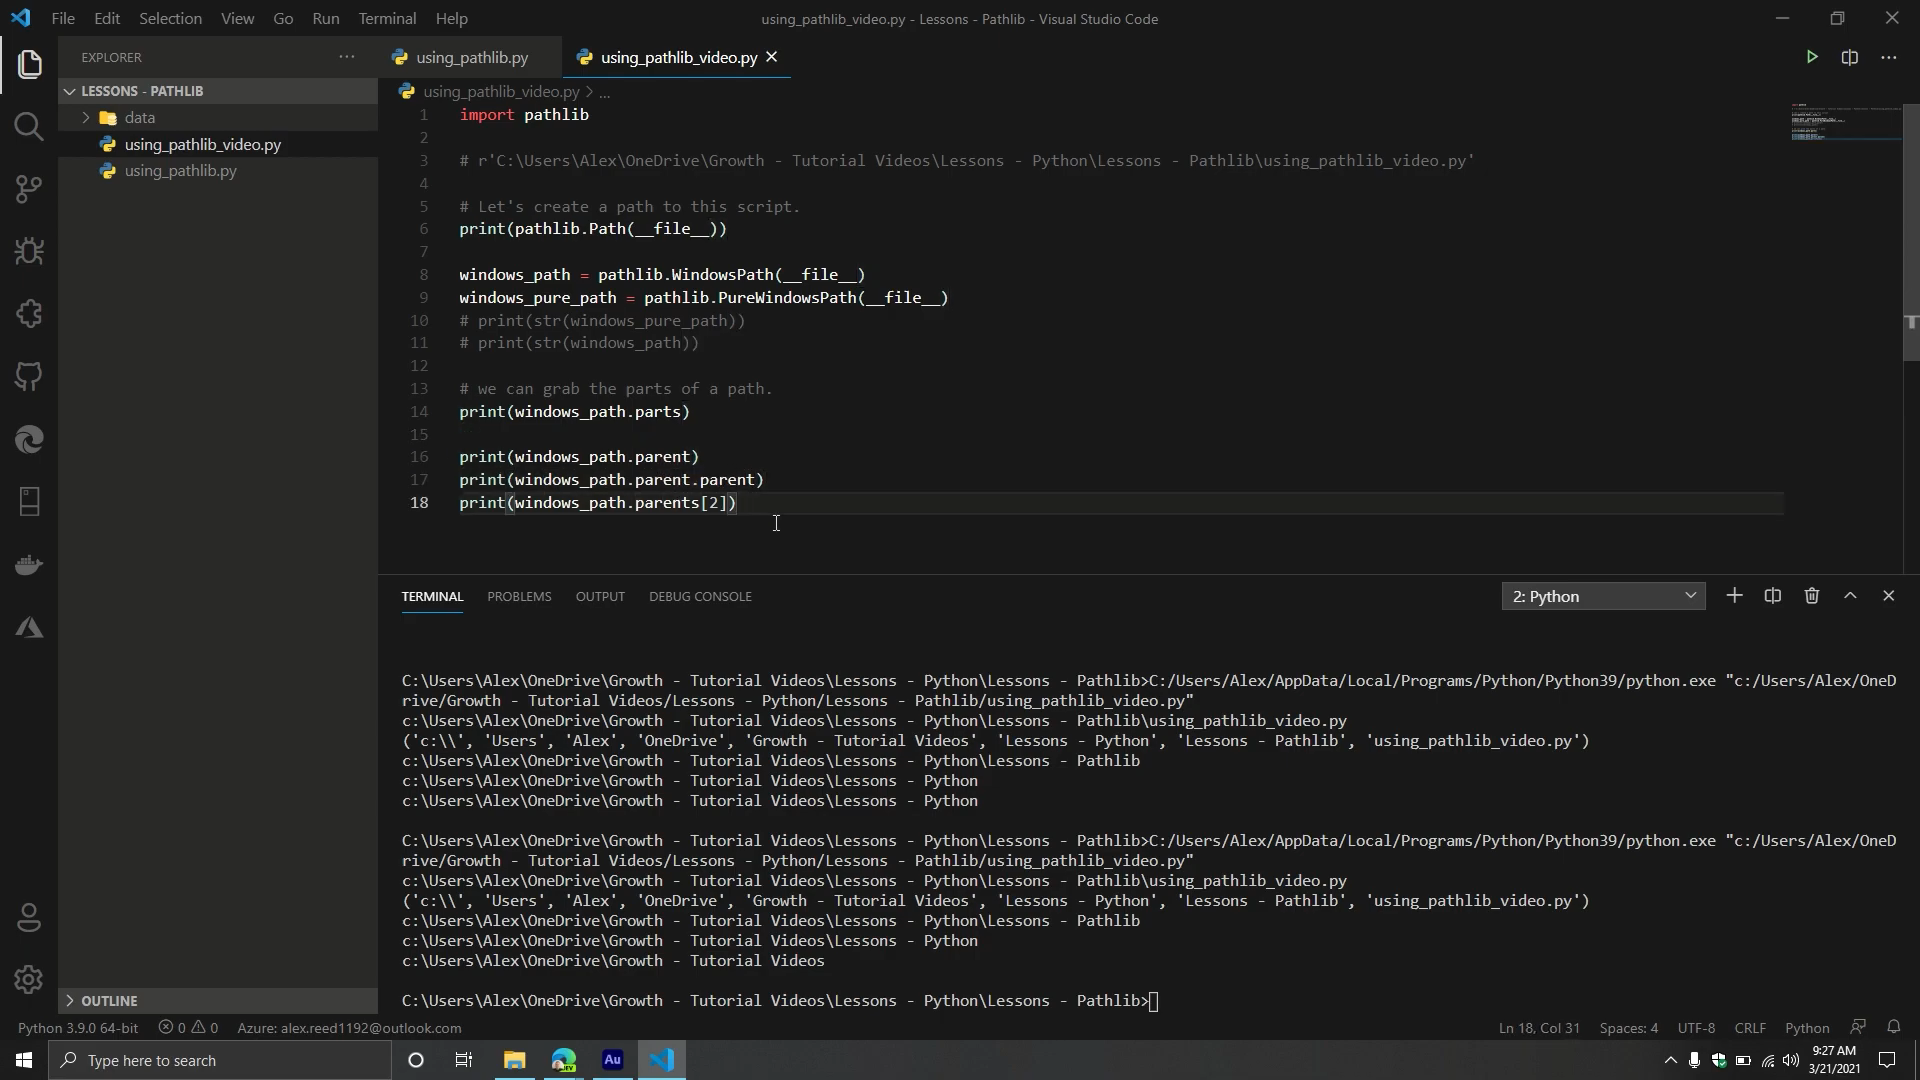 File Edit Selection View Go Run Terminal Help
using_pathlib_video.py - Lessons - Pathlib - Visual Studio Code
EXPLORER
using_pathlib.py
using_pathlib_video.py
LESSONS - PATHLIB
data
using_pathlib_video.py
using_pathlib.py
using_pathlib_video.py > ...
1 import pathlib
2
3 # r'C:\Users\Alex\OneDrive\Growth - Tutorial Videos\Lessons - Python\Lessons - Pathlib\using_pathlib_video.py'
4
5 # Let's create a path to this script.
6 print(pathlib.Path(__file__))
7
8 windows_path = pathlib.WindowsPath(__file__)
9 windows_pure_path = pathlib.PureWindowsPath(__file__)
10 # print(str(windows_pure_path))
11 # print(str(windows_path))
12
13 # we can grab the parts of a path.
14 print(windows_path.parts)
15
16 print(windows_path.parent)
17 print(windows_path.parent.parent)
18 print(windows_path.parents[2])
TERMINAL PROBLEMS OUTPUT DEBUG CONSOLE
2: Python
C:\Users\Alex\OneDrive\Growth - Tutorial Videos\Lessons - Python\Lessons - Pathlib>C:/Users/Alex/AppData/Local/Programs/Python/Python39/python.exe "c:/Users/Alex/OneD
rive/Growth - Tutorial Videos/Lessons - Python/Lessons - Pathlib/using_pathlib_video.py"
c:\Users\Alex\OneDrive\Growth - Tutorial Videos\Lessons - Python\Lessons - Pathlib\using_pathlib_video.py
('c:\\', 'Users', 'Alex', 'OneDrive', 'Growth - Tutorial Videos', 'Lessons - Python', 'Lessons - Pathlib', 'using_pathlib_video.py')
c:\Users\Alex\OneDrive\Growth - Tutorial Videos\Lessons - Python\Lessons - Pathlib
c:\Users\Alex\OneDrive\Growth - Tutorial Videos\Lessons - Python
c:\Users\Alex\OneDrive\Growth - Tutorial Videos\Lessons - Python
C:\Users\Alex\OneDrive\Growth - Tutorial Videos\Lessons - Python\Lessons - Pathlib>C:/Users/Alex/AppData/Local/Programs/Python/Python39/python.exe "c:/Users/Alex/OneD
rive/Growth - Tutorial Videos/Lessons - Python/Lessons - Pathlib/using_pathlib_video.py"
c:\Users\Alex\OneDrive\Growth - Tutorial Videos\Lessons - Python\Lessons - Pathlib\using_pathlib_video.py
('c:\\', 'Users', 'Alex', 'OneDrive', 'Growth - Tutorial Videos', 'Lessons - Python', 'Lessons - Pathlib', 'using_pathlib_video.py')
c:\Users\Alex\OneDrive\Growth - Tutorial Videos\Lessons - Python\Lessons - Pathlib
c:\Users\Alex\OneDrive\Growth - Tutorial Videos\Lessons - Python
c:\Users\Alex\OneDrive\Growth - Tutorial Videos
C:\Users\Alex\OneDrive\Growth - Tutorial Videos\Lessons - Python\Lessons - Pathlib>
OUTLINE
Python 3.9.0 64-bit 0 0 Azure: alex.reed1192@outlook.com
Ln 18, Col 31 Spaces: 4 UTF-8 CRLF Python
Type here to search
Au
9:27 AM
3/21/2021